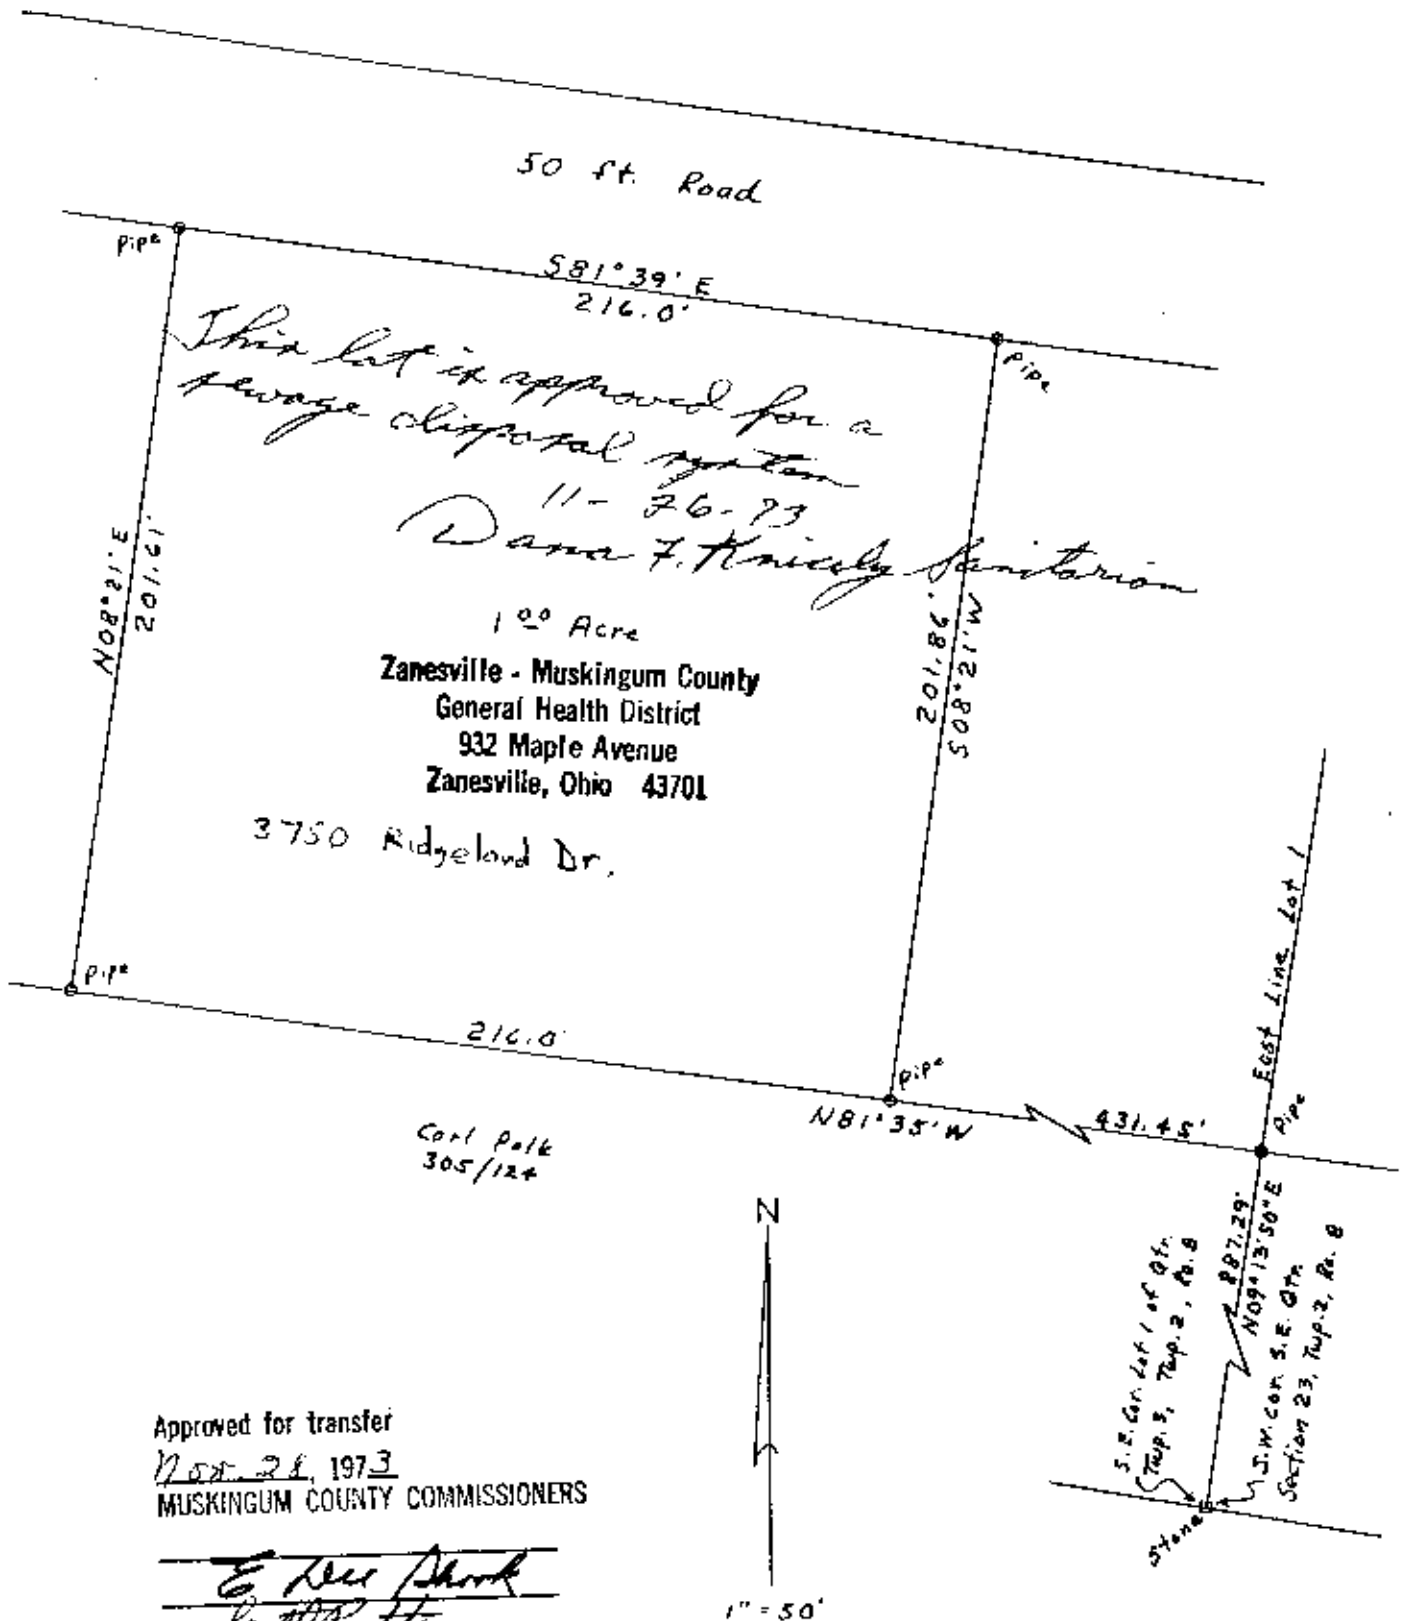 50 ft. Road
Pipe
S81°39' E
216.0'
Pipe
This lot is approved for a
sewage disposal system
11-26-73
Dana F. Knicely Sanitarian
N08°21'E
201.61'
201.86'
S08°21'W
1 00 Acre
Zanesville - Muskingum County
General Health District
932 Maple Avenue
Zanesville, Ohio 43701
3750 Ridgeland Dr.
East Line Lot 1
Pipe
216.0'
Pipe
N81°35'W
431.45'
Pipe
Carl Polk
305/124
N
887.29'
N09°13'50"E
S.E. Cor. Lot 1 of Qtr.
Twp. 3, Twp. 2, Ra. 8
S.W. Cor. S.E. Qtr.
Section 23, Twp. 2, Ra. 8
Stone
Approved for transfer
Nov. 28, 1973
MUSKINGUM COUNTY COMMISSIONERS
E Dee Shook
1" = 50'